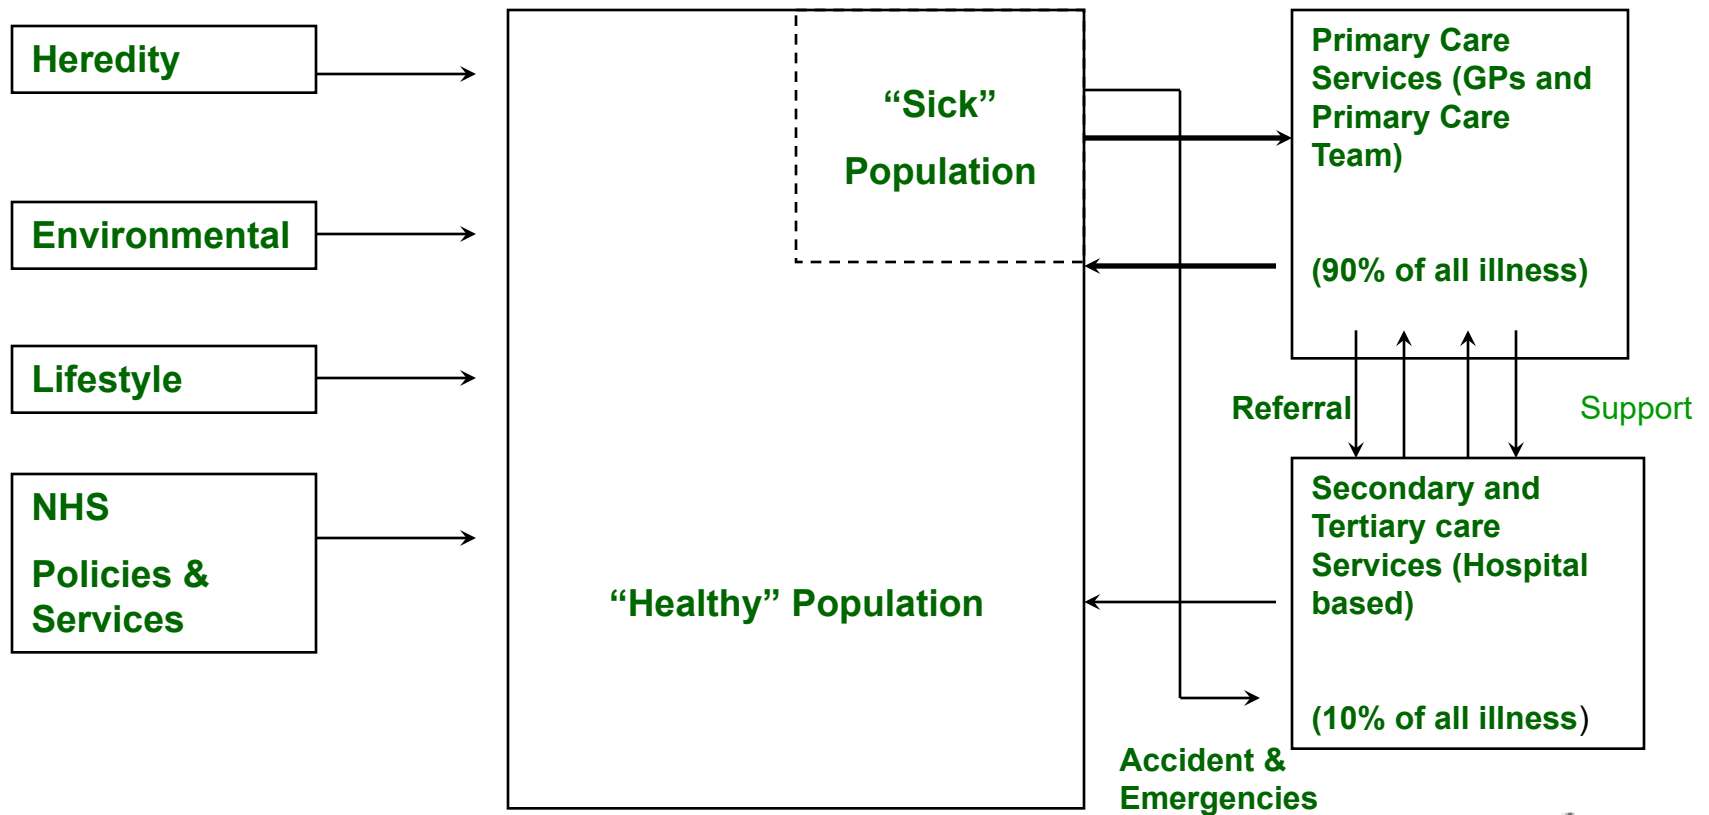 Heredity
Environmental
Lifestyle
NHS
Policies &
Services
“Sick”
Population
“Healthy” Population
Primary Care
Services (GPs and
Primary Care
Team)
(90% of all illness)
Referral
Support
Secondary and
Tertiary care
Services (Hospital
based)
(10% of all illness)
Accident &
Emergencies